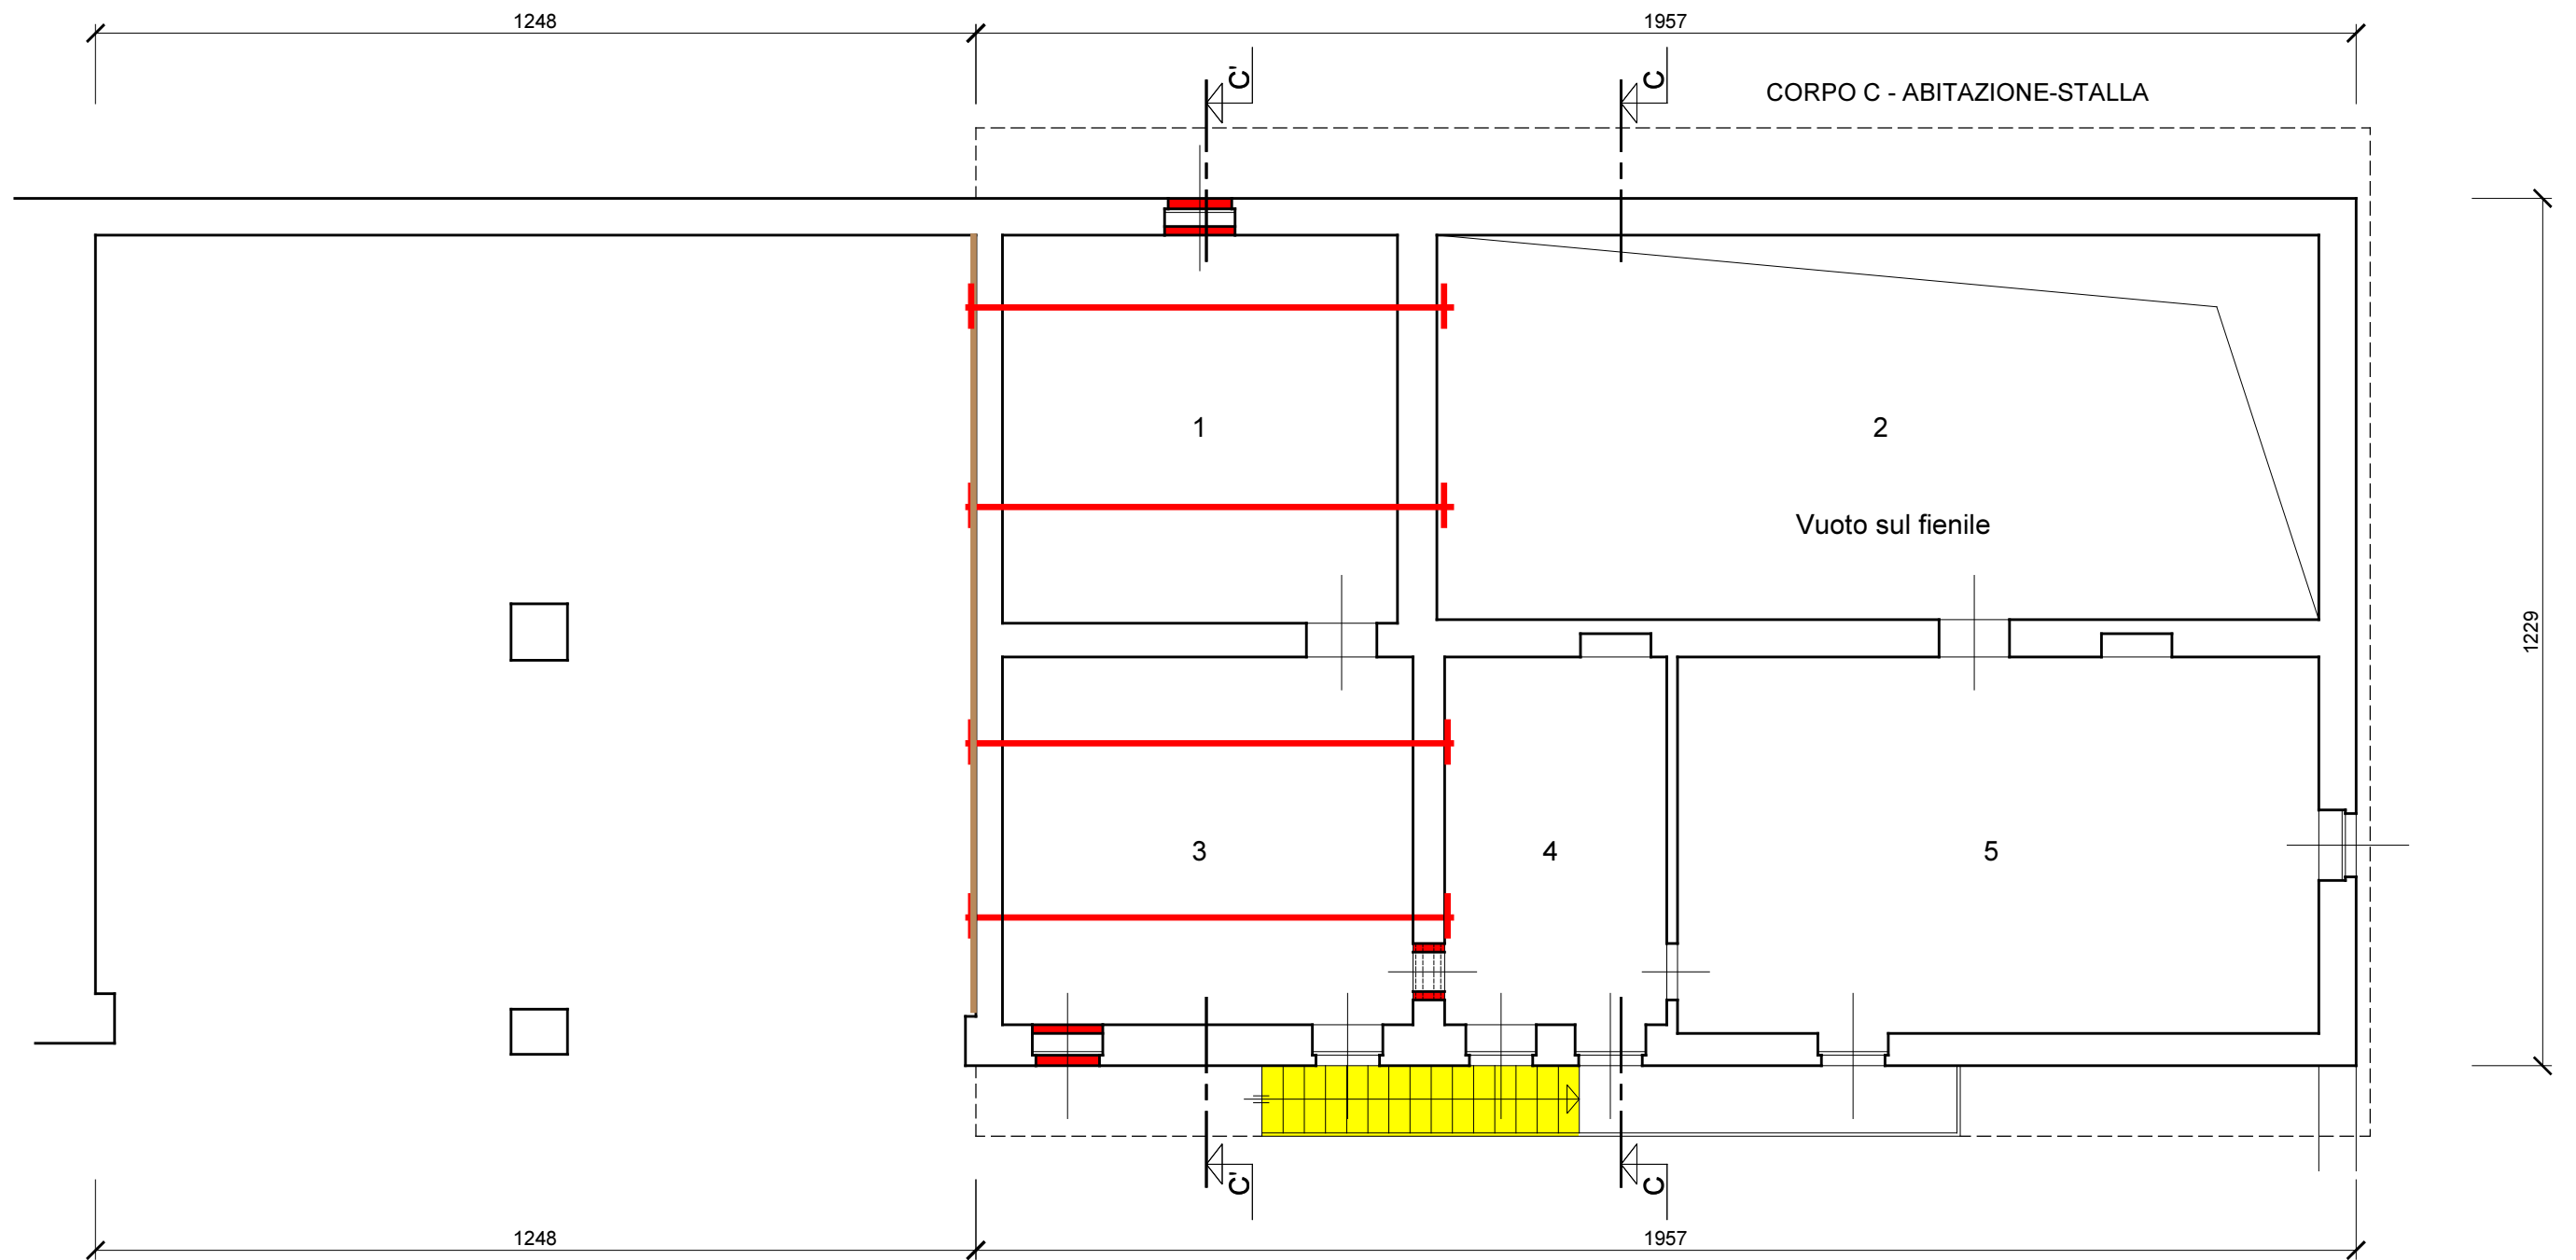 1248
1957
C'
C
CORPO C - ABITAZIONE-STALLA
1
2
Vuoto sul fienile
1229
3
4
5
C'
C
1248
1957